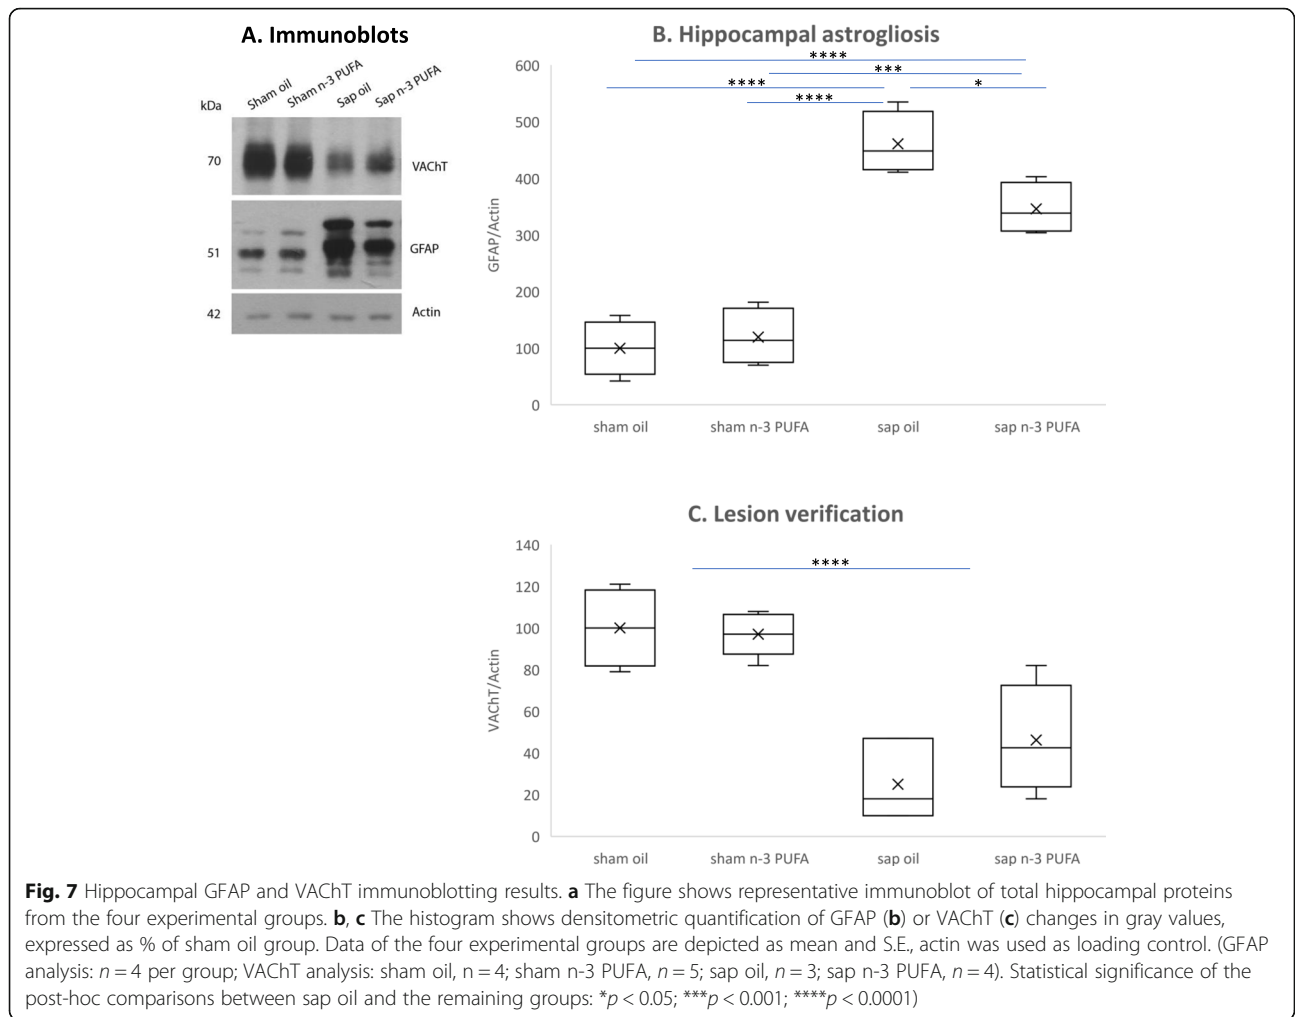 A. Immunoblots
kDa
Sham oil
Sham n-3 PUFA
Sap oil
Sap n-3 PUFA
70
VAChT
51
GFAP
42
Actin
B. Hippocampal astrogliosis
****
***
**** *
****
600
500
400
300
200
100
0
GFAP/Actin
sham oil sham n-3 PUFA sap oil sap n-3 PUFA
C. Lesion verification
****
140
120
100
80
60
40
20
0
VAChT/Actin
sham oil sham n-3 PUFA sap oil sap n-3 PUFA
Fig. 7 Hippocampal GFAP and VAChT immunoblotting results. a The figure shows representative immunoblot of total hippocampal proteins
from the four experimental groups. b, c The histogram shows densitometric quantification of GFAP (b) or VAChT (c) changes in gray values,
expressed as % of sham oil group. Data of the four experimental groups are depicted as mean and S.E., actin was used as loading control. (GFAP
analysis: n = 4 per group; VAChT analysis: sham oil, n = 4; sham n-3 PUFA, n = 5; sap oil, n = 3; sap n-3 PUFA, n = 4). Statistical significance of the
post-hoc comparisons between sap oil and the remaining groups: *p < 0.05; ***p < 0.001; ****p < 0.0001)